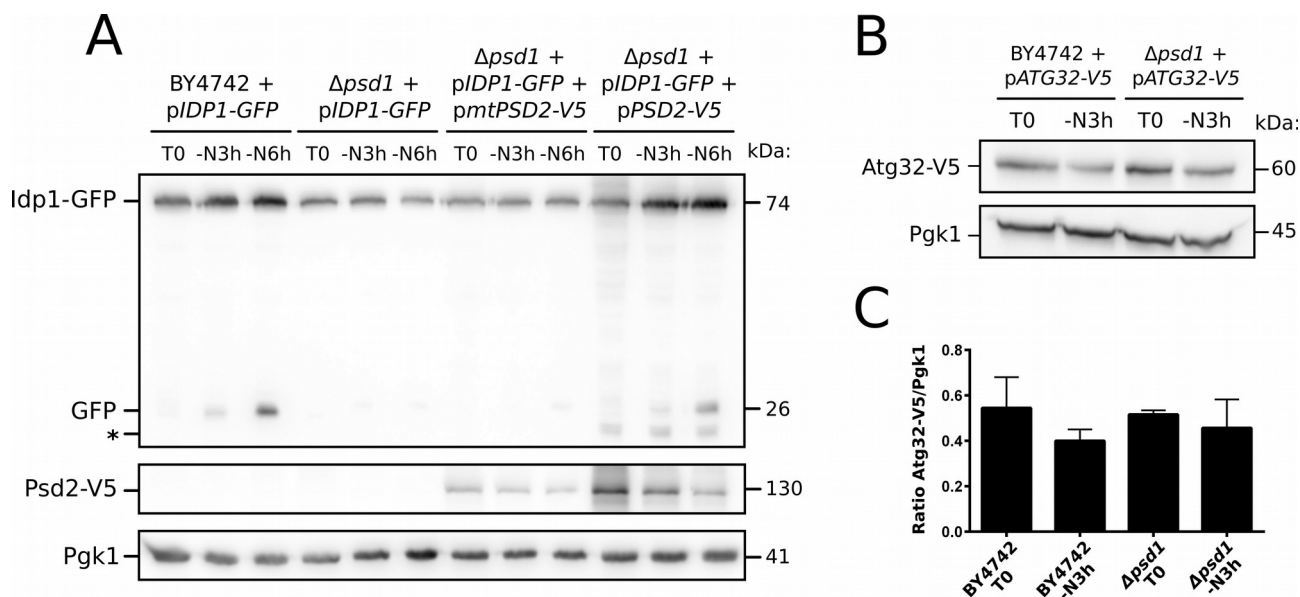 A
BY4742 +
pIDP1-GFP
Δpsd1 +
pIDP1-GFP
Δpsd1 +
pIDP1-GFP +
pmtPSD2-V5
Δpsd1 +
pIDP1-GFP +
pPSD2-V5
T0 -N3h -N6h T0 -N3h -N6h T0 -N3h -N6h T0 -N3h -N6h kDa:
Idp1-GFP 74
GFP 26
*
Psd2-V5 130
Pgk1 41
B
BY4742 +
pATG32-V5
Δpsd1 +
pATG32-V5
T0 -N3h T0 -N3h kDa:
Atg32-V5 60
Pgk1 45
C
Ratio Atg32-V5/Pgk1
0.8
0.6
0.4
0.2
0.0
BY4742
T0
BY4742
-N3h
Δpsd1
T0
Δpsd1
-N3h